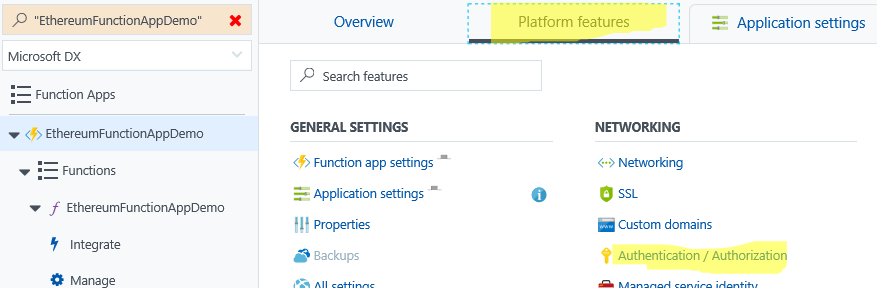 "EthereumFunctionAppDemo"
Overview
Platform features
Application settings
Microsoft DX
Search features
Function Apps
GENERAL SETTINGS
NETWORKING
EthereumFunctionAppDemo
Function app settings
Networking
Functions
Application settings
SSL
EthereumFunctionAppDemo
Properties
Custom domains
Integrate
Backups
Authentication / Authorization
Manage
All settings
Managed service identity